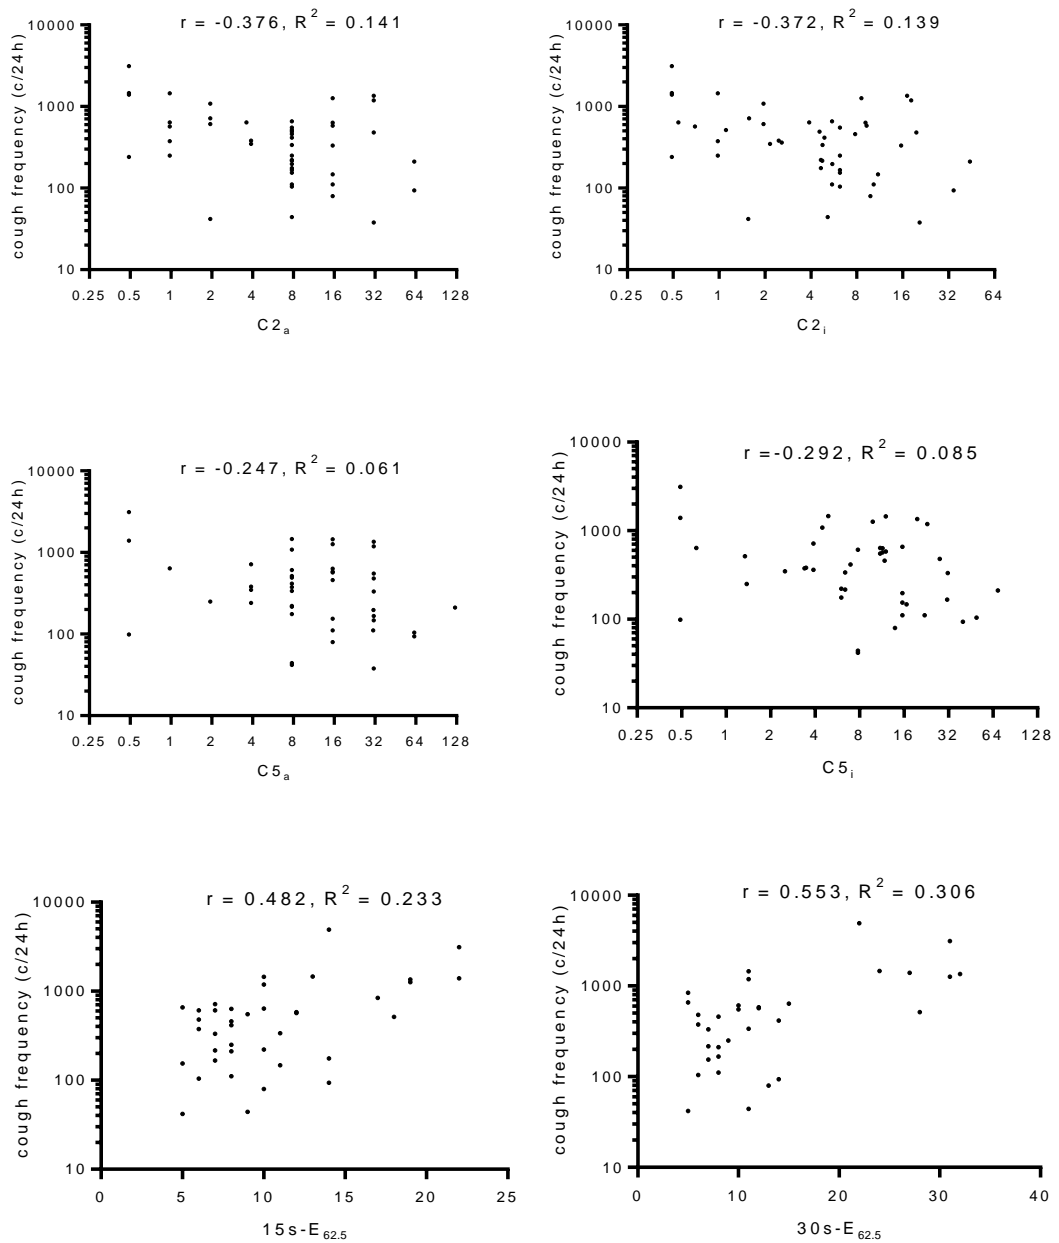 r = -0.376, R² = 0.141
cough frequency (c/24h)
10000
1000
100
10
0.25 0.5 1 2 4 8 16 32 64 128
C2a
r = -0.372, R² = 0.139
cough frequency (c/24h)
10000
1000
100
10
0.25 0.5 1 2 4 8 16 32 64
C2i
r = -0.247, R² = 0.061
cough frequency (c/24h)
10000
1000
100
10
0.25 0.5 1 2 4 8 16 32 64 128
C5a
r =-0.292, R² = 0.085
cough frequency (c/24h)
10000
1000
100
10
0.25 0.5 1 2 4 8 16 32 64 128
C5i
r = 0.482, R² = 0.233
cough frequency (c/24h)
10000
1000
100
10
0 5 10 15 20 25
15s-E62.5
r = 0.553, R² = 0.306
cough frequency (c/24h)
10000
1000
100
10
0 10 20 30 40
30s-E62.5